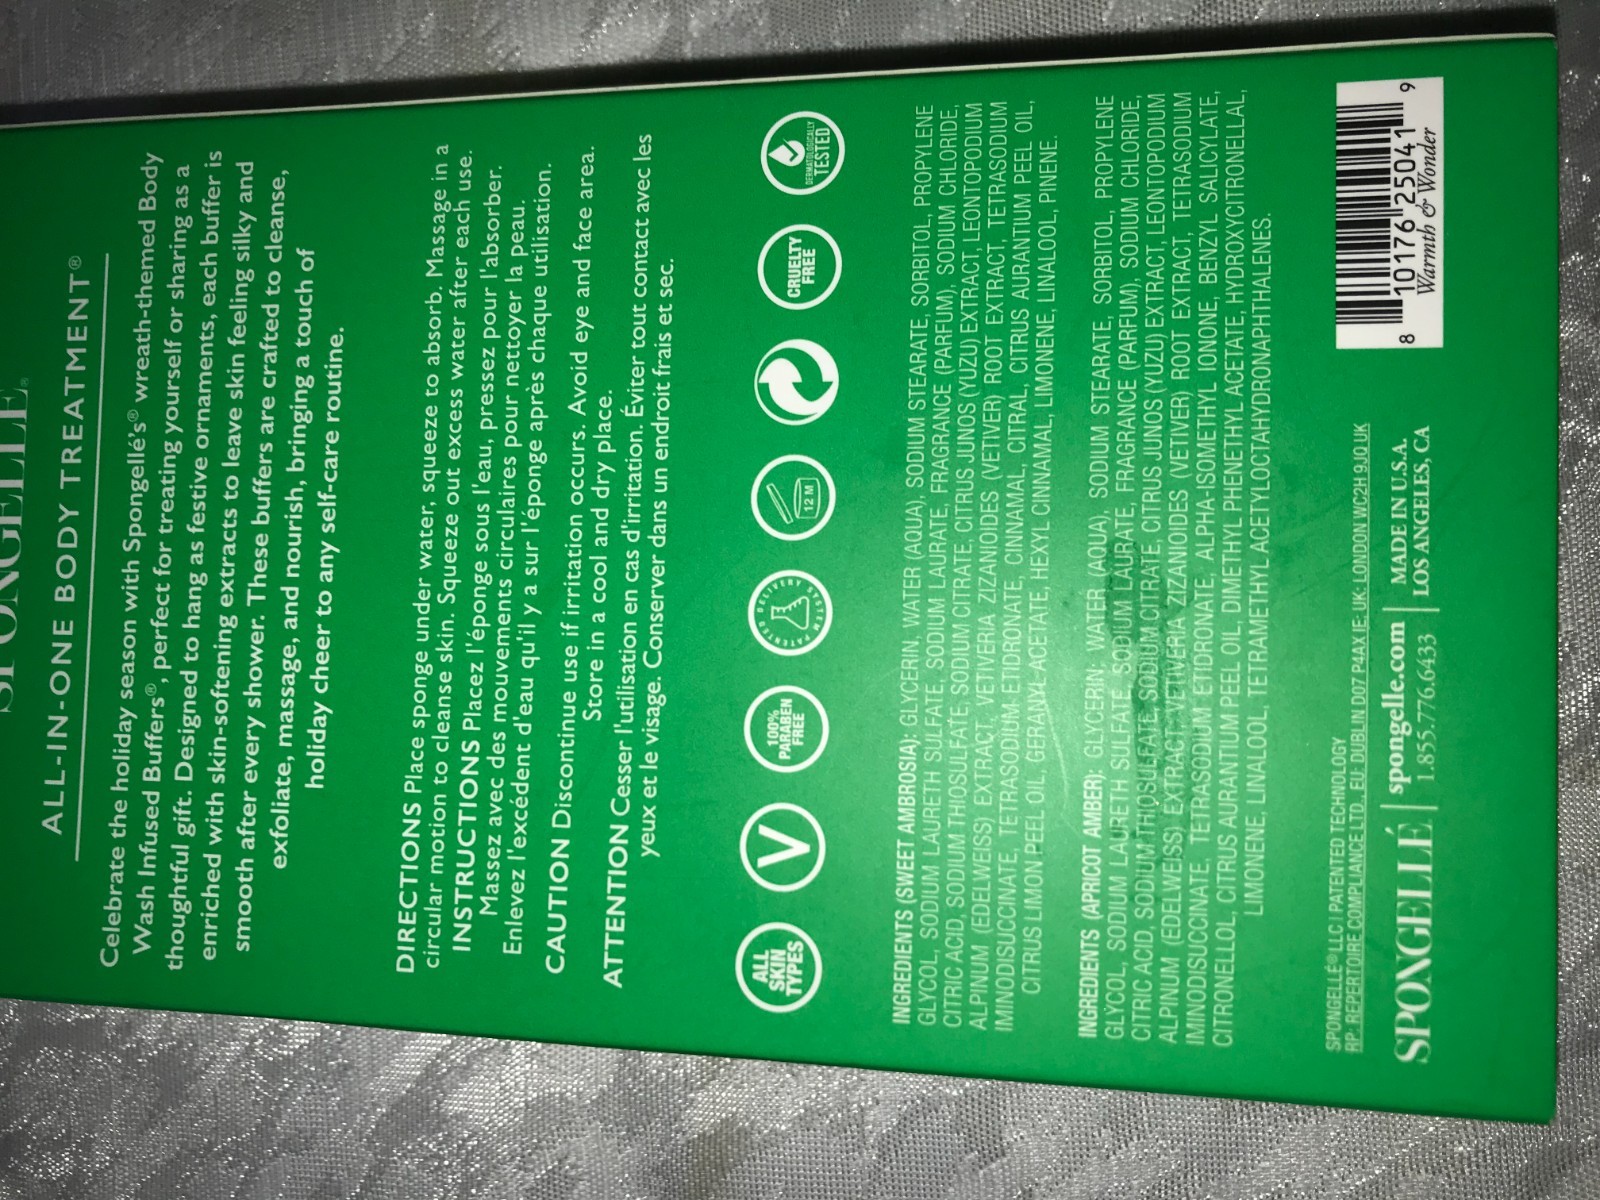 SPONGELLÉ®
ALL-IN-ONE BODY TREATMENT®
Celebrate the holiday season with Spongellé's® wreath-themed Body
Wash Infused Buffers®, perfect for treating yourself or sharing as a
thoughtful gift. Designed to hang as festive ornaments, each buffer is
enriched with skin-softening extracts to leave skin feeling silky and
smooth after every shower. These buffers are crafted to cleanse,
exfoliate, massage, and nourish, bringing a touch of
holiday cheer to any self-care routine.
DIRECTIONS Place sponge under water, squeeze to absorb. Massage in a
circular motion to cleanse skin. Squeeze out excess water after each use.
INSTRUCTIONS Placez l'éponge sous l'eau, pressez pour l'absorber.
Massez avec des mouvements circulaires pour nettoyer la peau.
Enlevez l'excédent d'eau qu'il y a sur l'éponge après chaque utilisation.
CAUTION Discontinue use if irritation occurs. Avoid eye and face area.
Store in a cool and dry place.
ATTENTION Cesser l'utilisation en cas d'irritation. Éviter tout contact avec les
yeux et le visage. Conserver dans un endroit frais et sec.
ALL
SKIN
TYPES
V
100%
PARABEN
FREE
PATENTED DELIVERY SYSTEM
12 M
CRUELTY
FREE
DERMATOLOGICALLY
TESTED
INGREDIENTS (SWEET AMBROSIA): GLYCERIN, WATER (AQUA), SODIUM STEARATE, SORBITOL, PROPYLENE
GLYCOL, SODIUM LAURETH SULFATE, SODIUM LAURATE, FRAGRANCE (PARFUM), SODIUM CHLORIDE,
CITRIC ACID, SODIUM THIOSULFATE, SODIUM CITRATE, CITRUS JUNOS (YUZU) EXTRACT, LEONTOPODIUM
ALPINUM (EDELWEISS) EXTRACT, VETIVERIA ZIZANIOIDES (VETIVER) ROOT EXTRACT, TETRASODIUM
IMINODISUCCINATE, TETRASODIUM ETIDRONATE, CINNAMAL, CITRAL, CITRUS AURANTIUM PEEL OIL,
CITRUS LIMON PEEL OIL, GERANYL ACETATE, HEXYL CINNAMAL, LIMONENE, LINALOOL, PINENE.
INGREDIENTS (APRICOT AMBER): GLYCERIN, WATER (AQUA), SODIUM STEARATE, SORBITOL, PROPYLENE
GLYCOL, SODIUM LAURETH SULFATE, SODIUM LAURATE, FRAGRANCE (PARFUM), SODIUM CHLORIDE,
CITRIC ACID, SODIUM THIOSULFATE, SODIUM CITRATE, CITRUS JUNOS (YUZU) EXTRACT, LEONTOPODIUM
ALPINUM (EDELWEISS) EXTRACT, VETIVERIA ZIZANIOIDES (VETIVER) ROOT EXTRACT, TETRASODIUM
IMINODISUCCINATE, TETRASODIUM ETIDRONATE, ALPHA-ISOMETHYL IONONE, BENZYL SALICYLATE,
CITRONELLOL, CITRUS AURANTIUM PEEL OIL, DIMETHYL PHENETHYL ACETATE, HYDROXYCITRONELLAL,
LIMONENE, LINALOOL, TETRAMETHYL ACETYLOCTAHYDRONAPHTHALENES.
SPONGELLÉ® LLC, PATENTED TECHNOLOGY
RP: REPERTOIRE COMPLIANCE LTD., EU: DUBLIN D07 P4AX IE; UK: LONDON WC2H 9JQ UK
SPONGELLÉ | spongelle.com | MADE IN U.S.A.
1.855.776.6433 | LOS ANGELES, CA
8 10176 25041 9
Warmth & Wonder